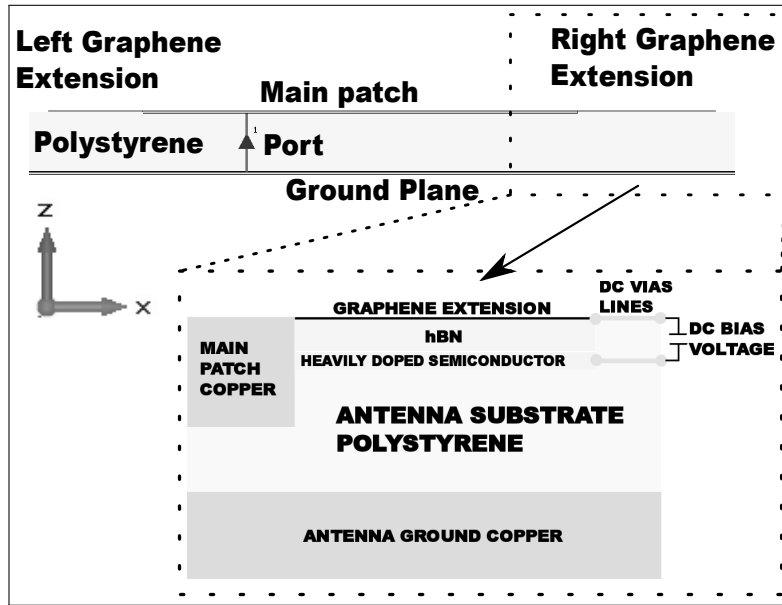 Left Graphene
Extension
Right Graphene
Extension
Main patch
Polystyrene
1
Port
Ground Plane
Z
X
DC VIAS
LINES
GRAPHENE EXTENSION
hBN
DC BIAS
VOLTAGE
MAIN
PATCH
COPPER
HEAVILY DOPED SEMICONDUCTOR
ANTENNA SUBSTRATE
POLYSTYRENE
ANTENNA GROUND COPPER